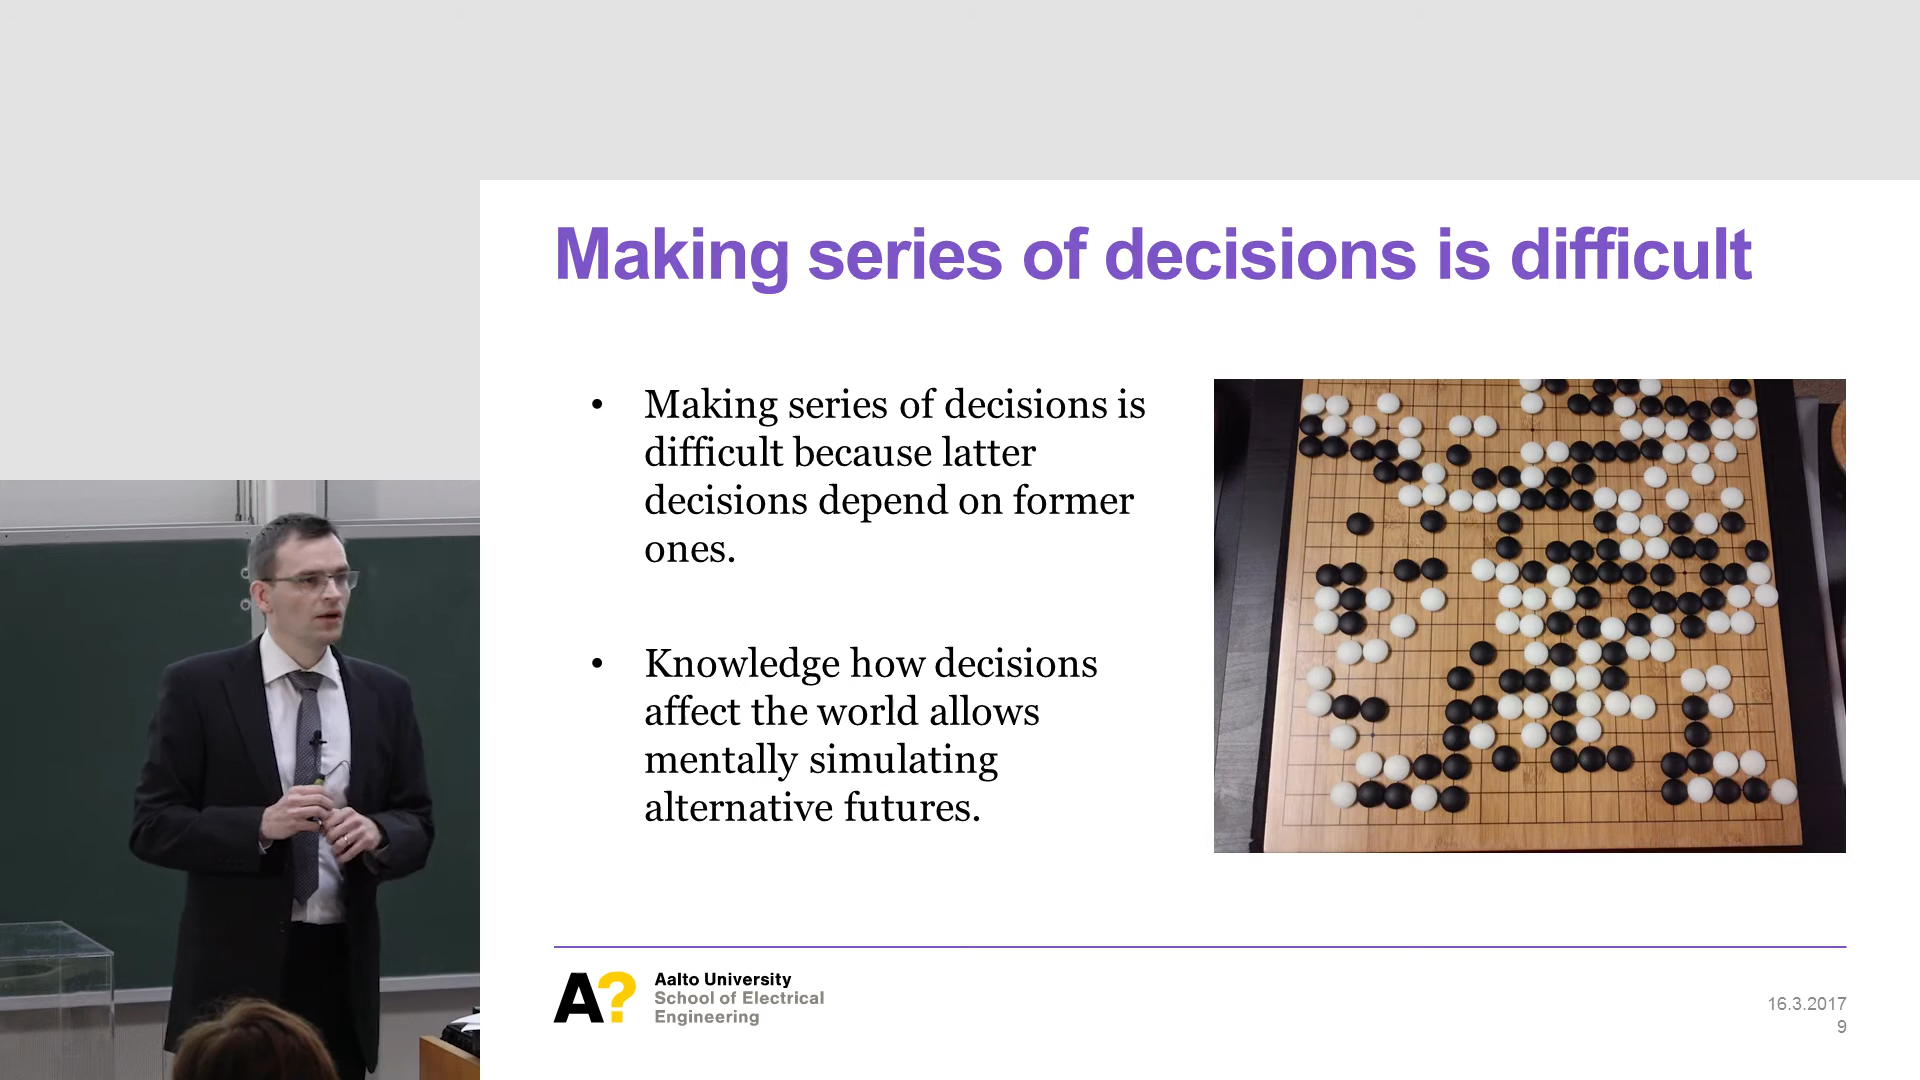 Making series of decisions is difficult
• Making series of decisions is
difficult because latter
decisions depend on former
ones.
• Knowledge how decisions
affect the world allows
mentally simulating
alternative futures.
A?
Aalto University
School of Electrical
Engineering
16.3.2017
9